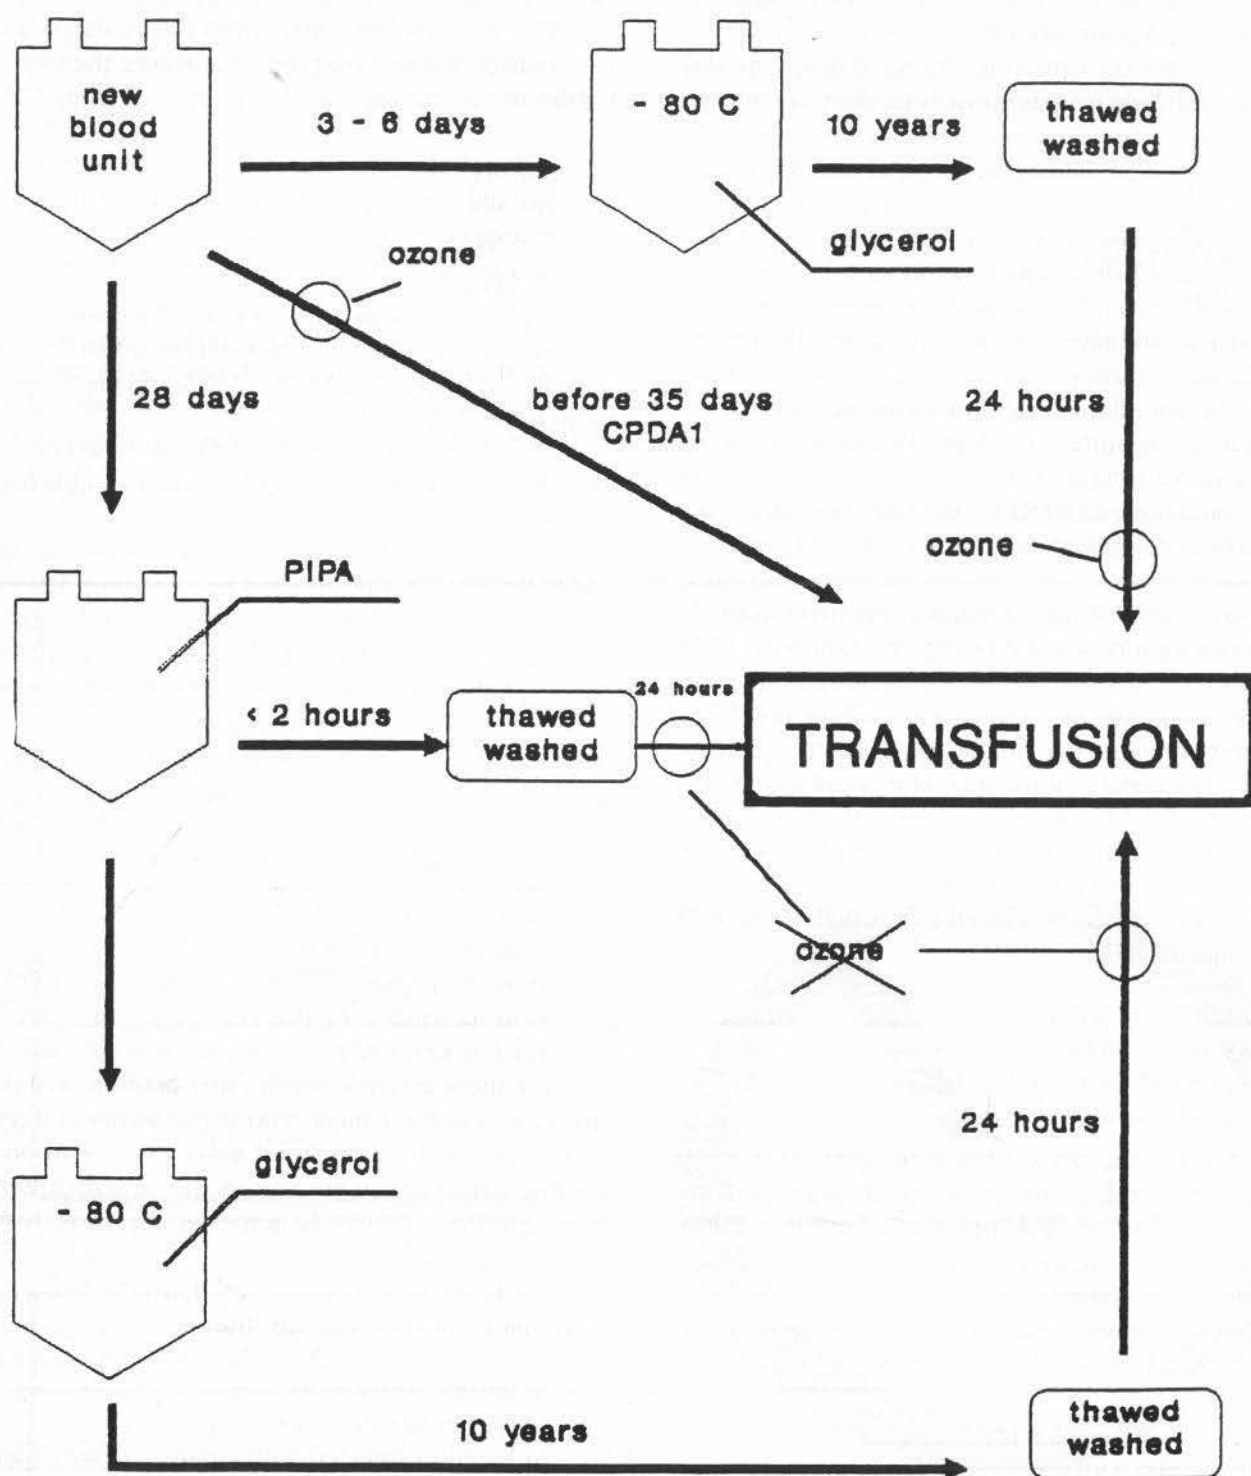 new
blood
unit
3 - 6 days
- 80 C
10 years
thawed
washed
glycerol
ozone
28 days
before 35 days
CPDA1
24 hours
ozone
PIPA
< 2 hours
thawed
washed
24 hours
TRANSFUSION
ozone
24 hours
glycerol
- 80 C
10 years
thawed
washed